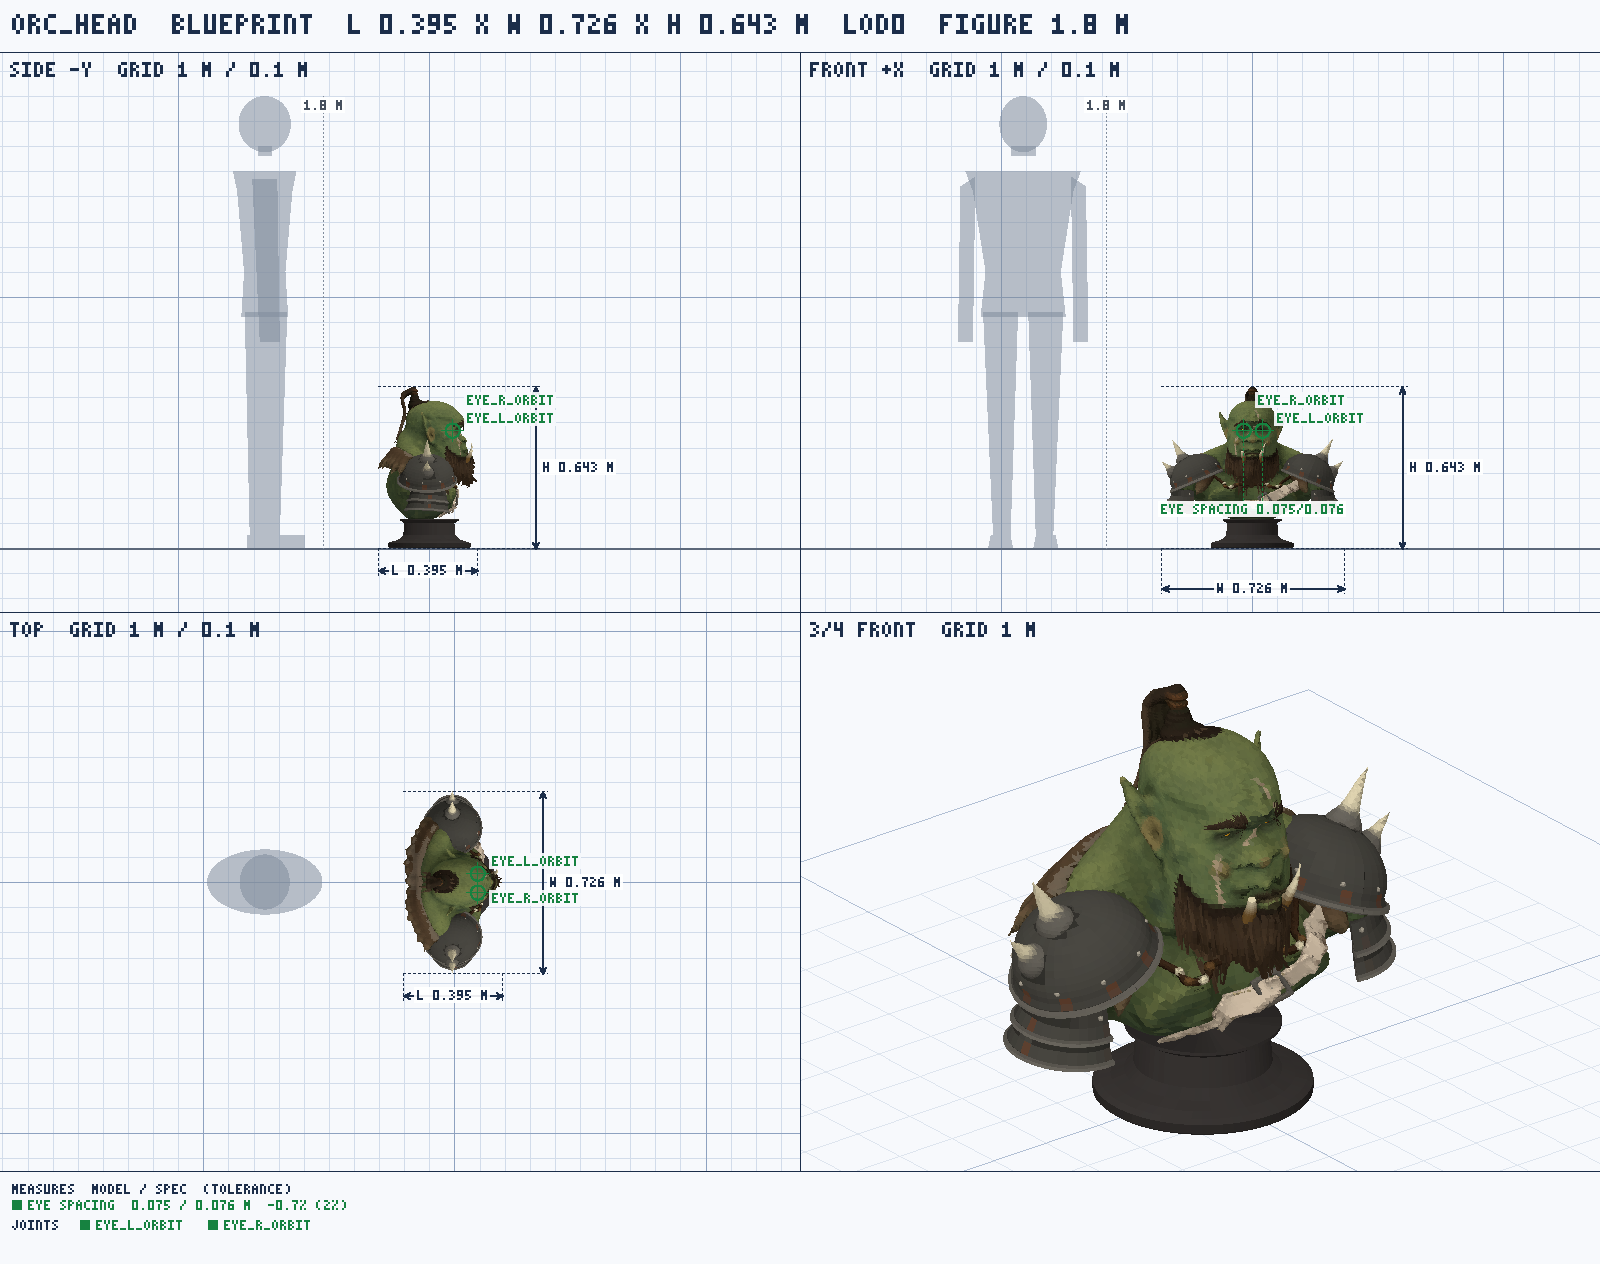 ORC_HEAD BLUEPRINT L 0.395 X W 0.726 X H 0.643 M LOD0 FIGURE 1.8 M
SIDE -Y GRID 1 M / 0.1 M
1.8 M
EYE_R_ORBIT
EYE_L_ORBIT
H 0.643 M
L 0.395 M
FRONT +X GRID 1 M / 0.1 M
1.8 M
EYE_R_ORBIT
EYE_L_ORBIT
H 0.643 M
EYE SPACING 0.075/0.076
W 0.726 M
TOP GRID 1 M / 0.1 M
EYE_L_ORBIT
W 0.726 M
EYE_R_ORBIT
L 0.395 M
3/4 FRONT GRID 1 M
MEASURES MODEL / SPEC (TOLERANCE)
EYE SPACING 0.075 / 0.076 M -0.7% (2%)
JOINTS EYE_L_ORBIT EYE_R_ORBIT